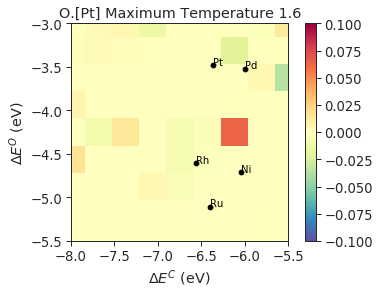 O.[Pt] Maximum Temperature 1.6
−3.0
−3.5
−4.0
−4.5
−5.0
−5.5
ΔE^O (eV)
Pt
Pd
Rh
Ni
Ru
−8.0 −7.5 −7.0 −6.5 −6.0 −5.5
ΔE^C (eV)
0.100
0.075
0.050
0.025
0.000
−0.025
−0.050
−0.075
−0.100